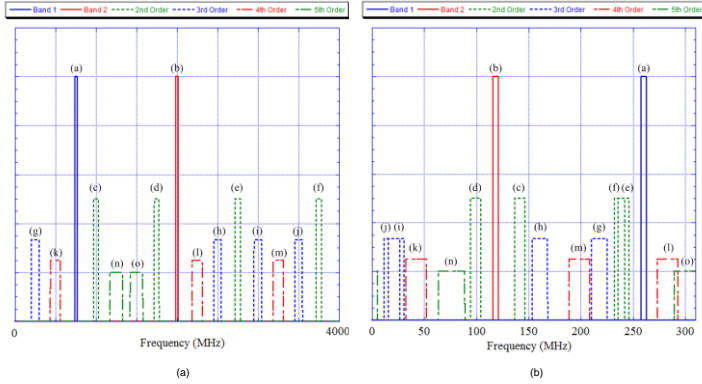 Band 1 Band 2 2nd Order 3rd Order 4th Order 5th Order
(a) (b)
(c) (d) (e) (f)
(g) (h) (i) (j)
(k) (l) (m)
(n) (o)
0 4000
Frequency (MHz)
(a)
Band 1 Band 2 2nd Order 3rd Order 4th Order 5th Order
(b) (a)
(d) (c) (f) (e)
(j) (i) (h) (g)
(k) (m) (l)
(n) (o)
0 50 100 150 200 250 300
Frequency (MHz)
(b)